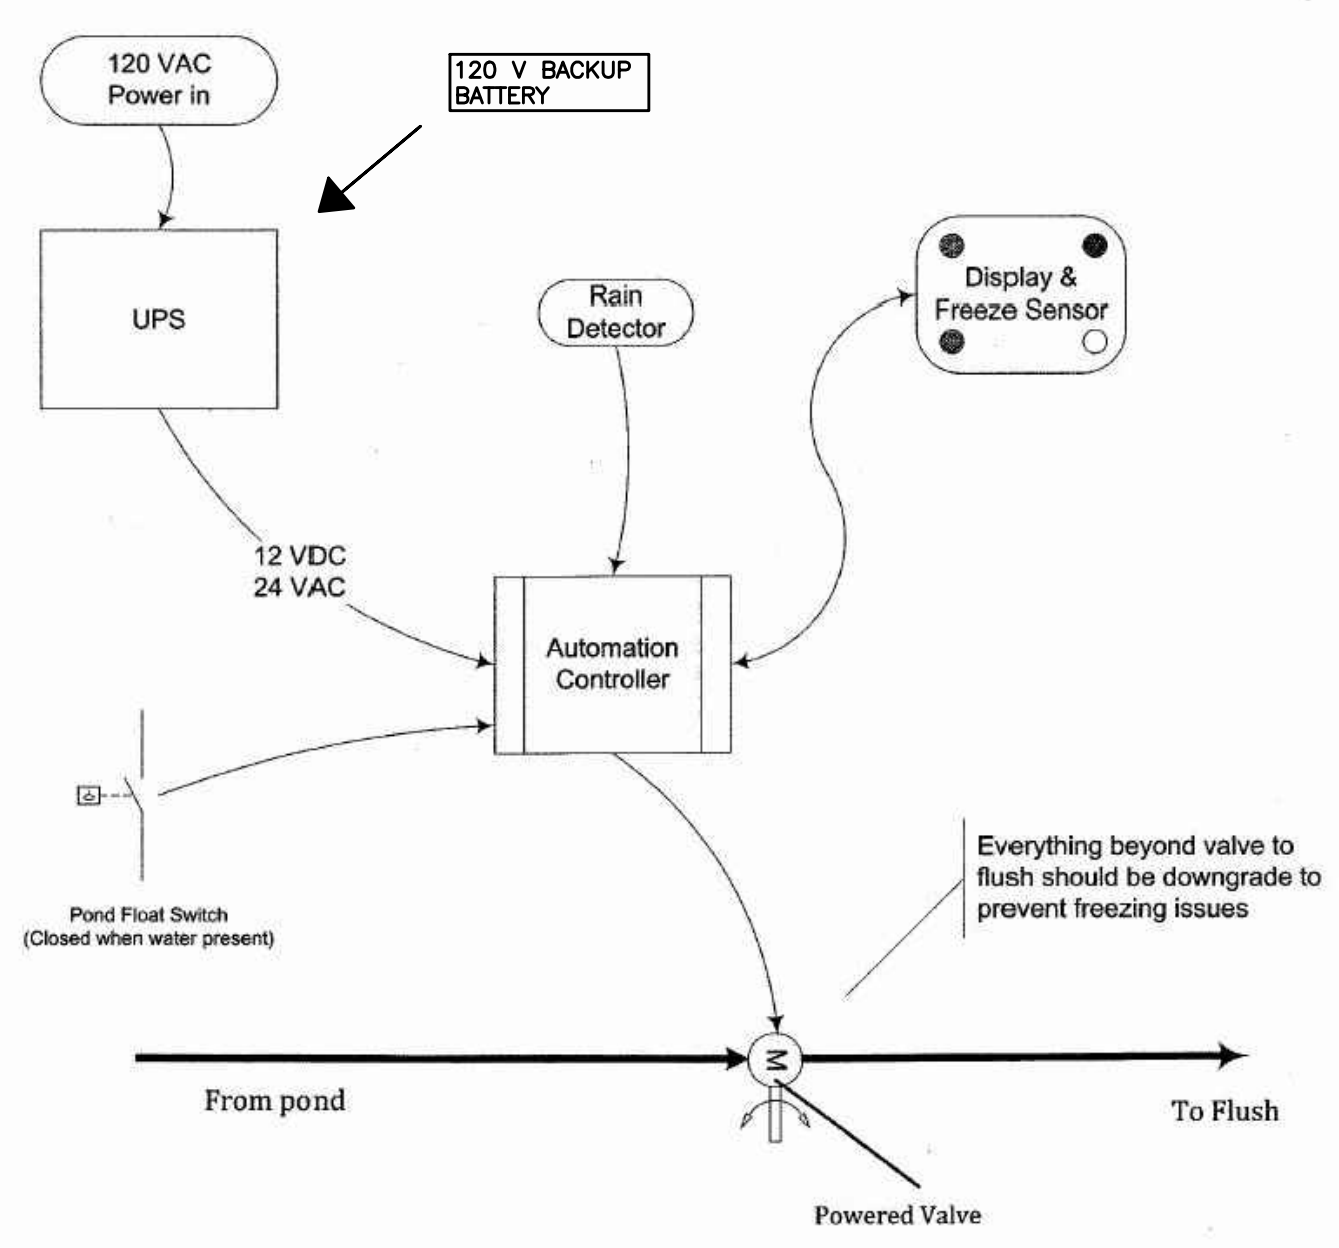 120 VAC
Power in
120 V BACKUP
BATTERY
UPS
Rain
Detector
Display &
Freeze Sensor
12 VDC
24 VAC
Automation
Controller
Pond Float Switch
(Closed when water present)
Everything beyond valve to
flush should be downgrade to
prevent freezing issues
M
From pond
To Flush
Powered Valve